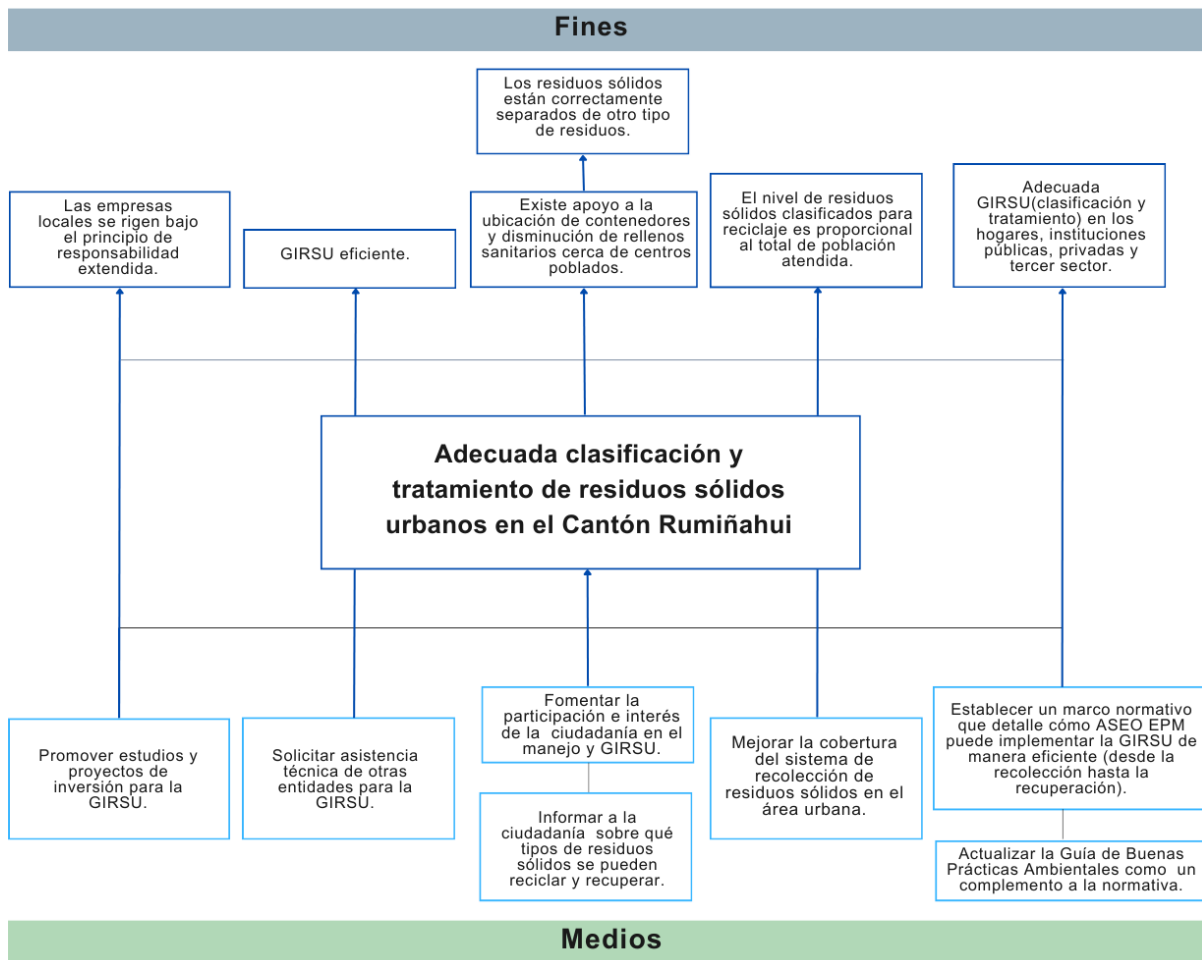 Fines
Los residuos sólidos
están correctamente
separados de otro tipo
de residuos.
Las empresas
locales se rigen bajo
el principio de
responsabilidad
extendida.
GIRSU eficiente.
Existe apoyo a la
ubicación de contenedores
y disminución de rellenos
sanitarios cerca de centros
poblados.
El nivel de residuos
sólidos clasificados para
reciclaje es proporcional
al total de población
atendida.
Adecuada
GIRSU(clasificación y
tratamiento) en los
hogares, instituciones
públicas, privadas y
tercer sector.
Adecuada clasificación y
tratamiento de residuos sólidos
urbanos en el Cantón Rumiñahui
Promover estudios y
proyectos de
inversión para la
GIRSU.
Solicitar asistencia
técnica de otras
entidades para la
GIRSU.
Fomentar la
participación e interés
de la ciudadanía en el
manejo y GIRSU.
Informar a la
ciudadanía sobre qué
tipos de residuos
sólidos se pueden
reciclar y recuperar.
Mejorar la cobertura
del sistema de
recolección de
residuos sólidos en el
área urbana.
Establecer un marco normativo
que detalle cómo ASEO EPM
puede implementar la GIRSU de
manera eficiente (desde la
recolección hasta la
recuperación).
Actualizar la Guía de Buenas
Prácticas Ambientales como un
complemento a la normativa.
Medios